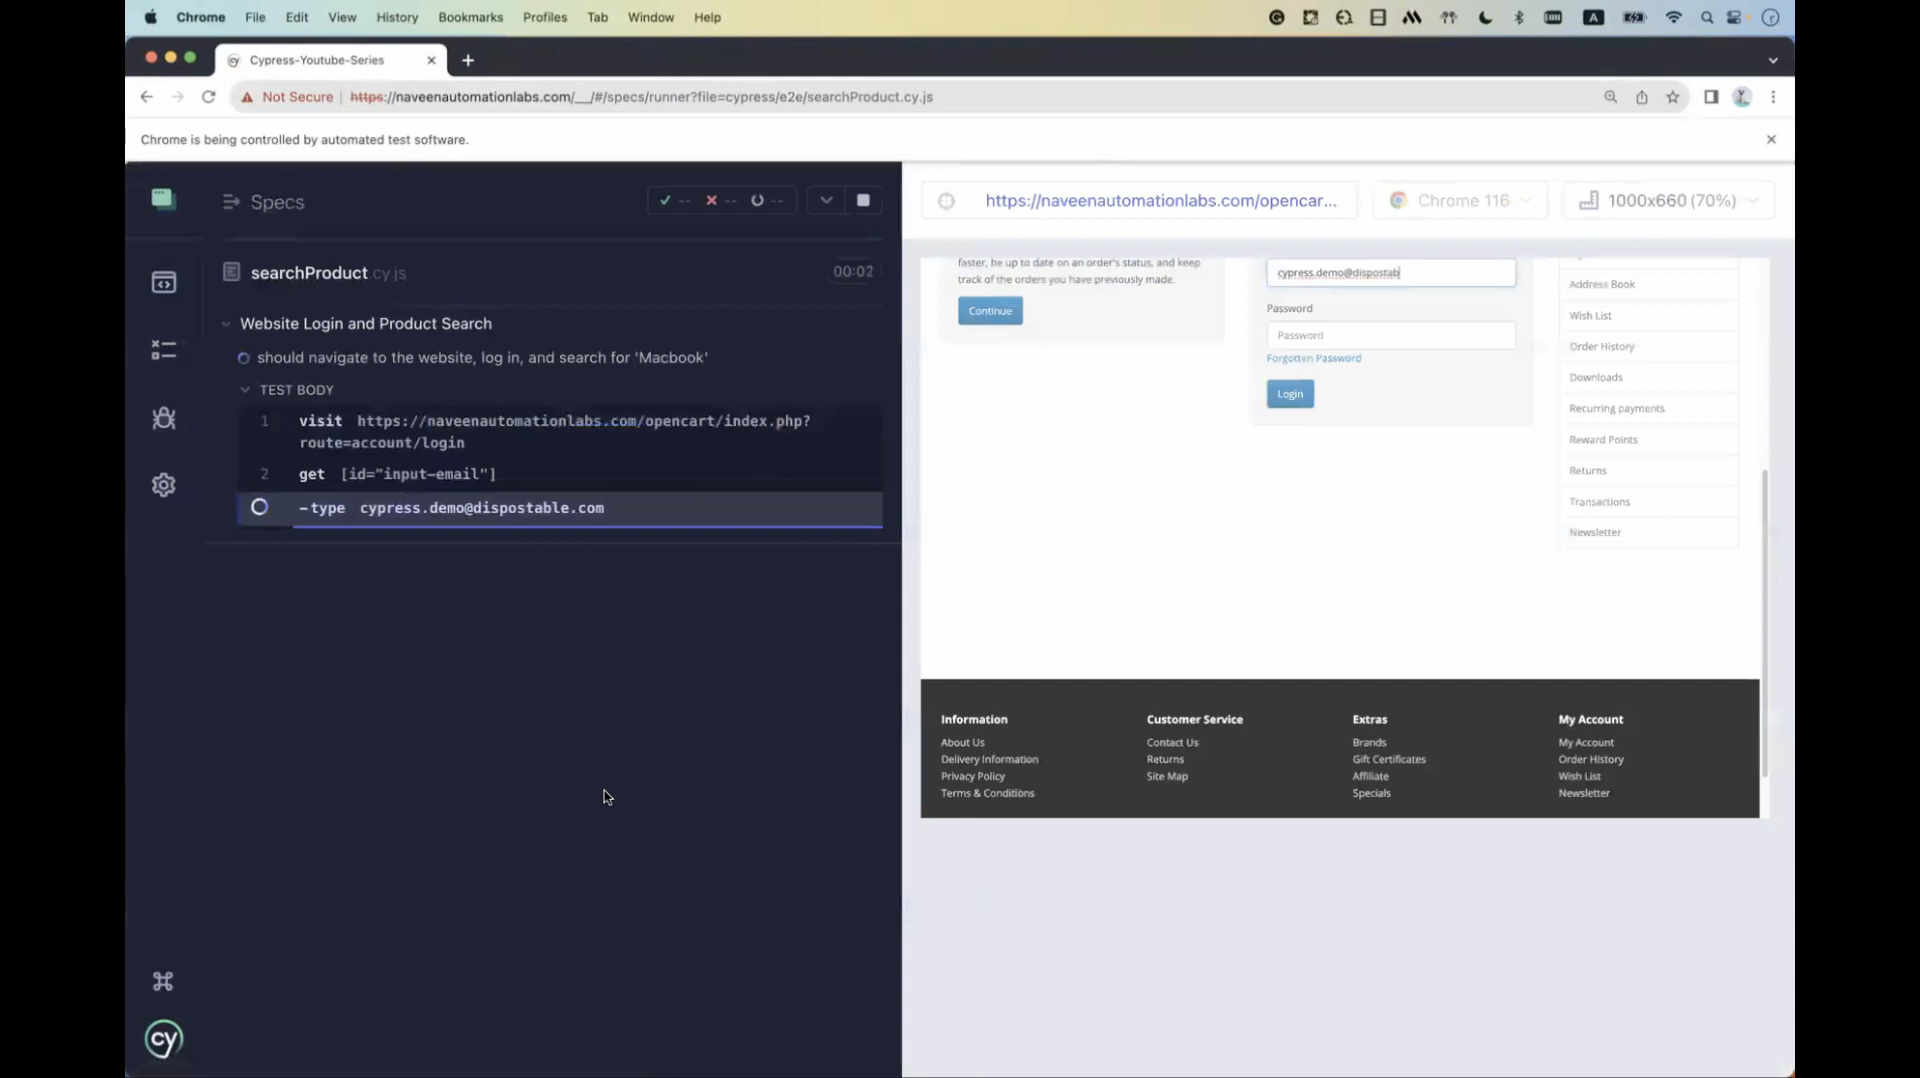 Chrome File Edit View History Bookmarks Profiles Tab Window Help
A
Cypress-Youtube-Series
Not Secure https://naveenautomationlabs.com/__/#/specs/runner?file=cypress/e2e/searchProduct.cy.js
Chrome is being controlled by automated test software.
Specs
-- -- --
searchProduct.cy.js 00:02
Website Login and Product Search
should navigate to the website, log in, and search for 'Macbook'
TEST BODY
1 visit https://naveenautomationlabs.com/opencart/index.php?
route=account/login
2 get [id="input-email"]
-type cypress.demo@dispostable.com
cy
https://naveenautomationlabs.com/opencar... Chrome 116 1000x660 (70%)
faster, be up to date on an order's status, and keep
track of the orders you have previously made.
Continue
cypress.demo@dispostab
Password
Password
Forgotten Password
Login
Address Book
Wish List
Order History
Downloads
Recurring payments
Reward Points
Returns
Transactions
Newsletter
Information
About Us
Delivery Information
Privacy Policy
Terms & Conditions
Customer Service
Contact Us
Returns
Site Map
Extras
Brands
Gift Certificates
Affiliate
Specials
My Account
My Account
Order History
Wish List
Newsletter